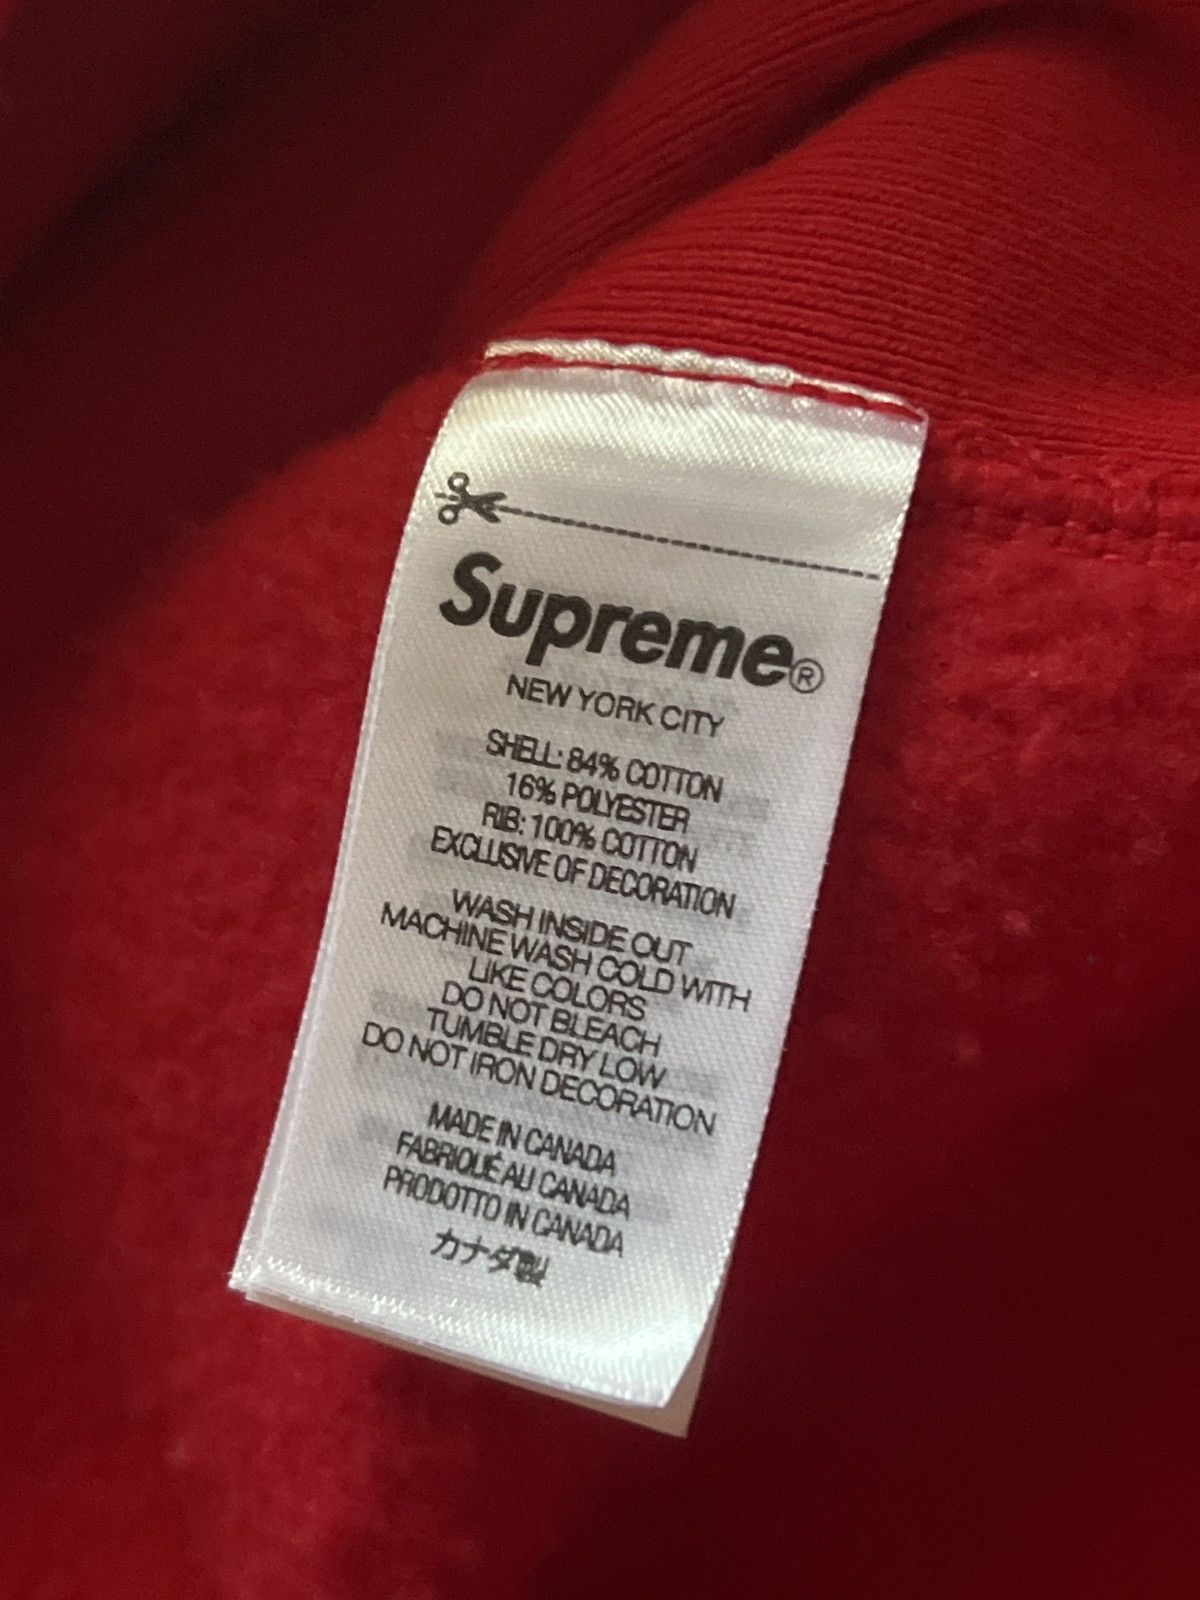 Supreme®
NEW YORK CITY
SHELL: 84% COTTON
16% POLYESTER
RIB: 100% COTTON
EXCLUSIVE OF DECORATION
WASH INSIDE OUT
MACHINE WASH COLD WITH
LIKE COLORS
DO NOT BLEACH
TUMBLE DRY LOW
DO NOT IRON DECORATION
MADE IN CANADA
FABRIQUÉ AU CANADA
PRODOTTO IN CANADA
カナダ製